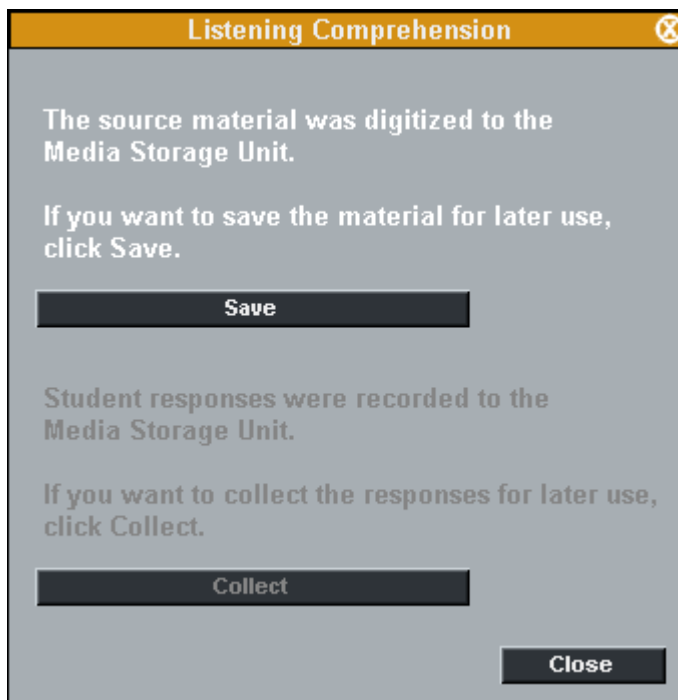 Listening Comprehension
The source material was digitized to the
Media Storage Unit.
If you want to save the material for later use,
click Save.
Save
Student responses were recorded to the
Media Storage Unit.
If you want to collect the responses for later use,
click Collect.
Collect
Close